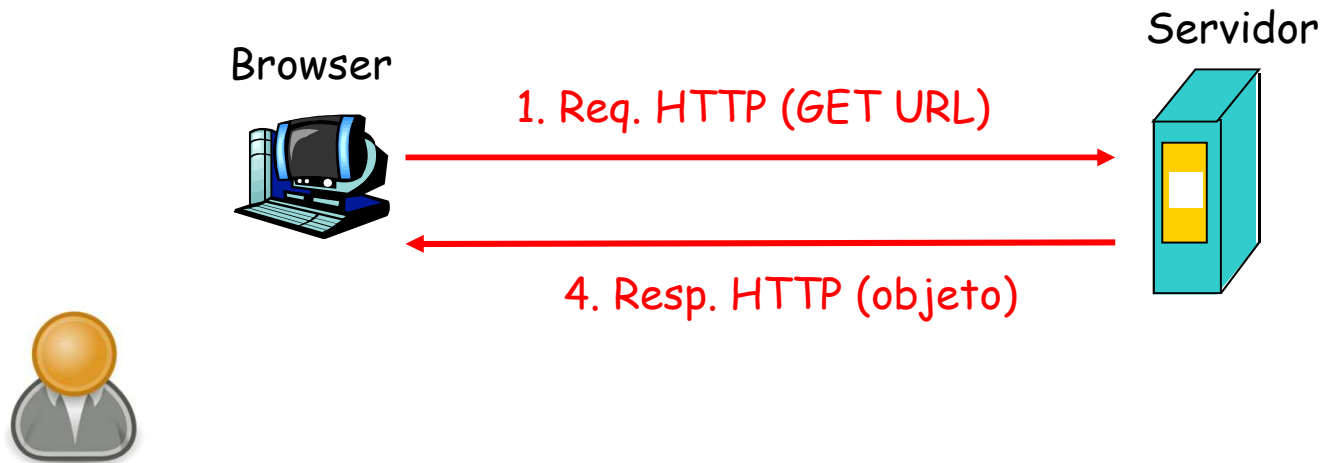 Servidor
Browser
1. Req. HTTP (GET URL)
4. Resp. HTTP (objeto)